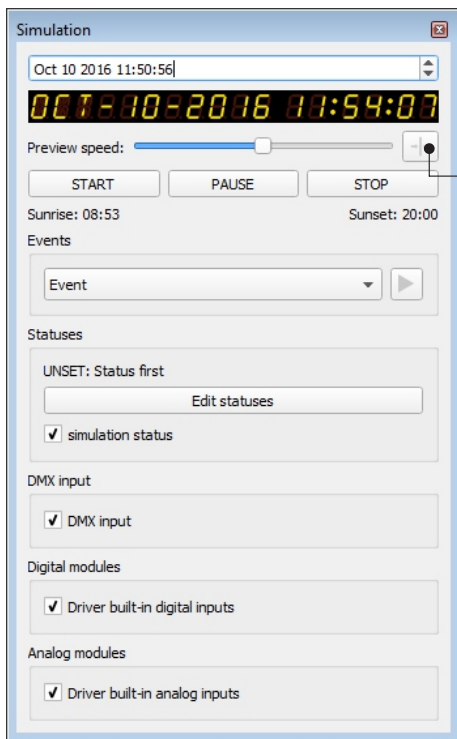 Simulation
Oct 10 2016 11:50:56
OCT-10-2016 11:54:07
Preview speed:
START PAUSE STOP
Sunrise: 08:53 Sunset: 20:00
Events
Event
Statuses
UNSET: Status first
Edit statuses
simulation status
DMX input
DMX input
Digital modules
Driver built-in digital inputs
Analog modules
Driver built-in analog inputs